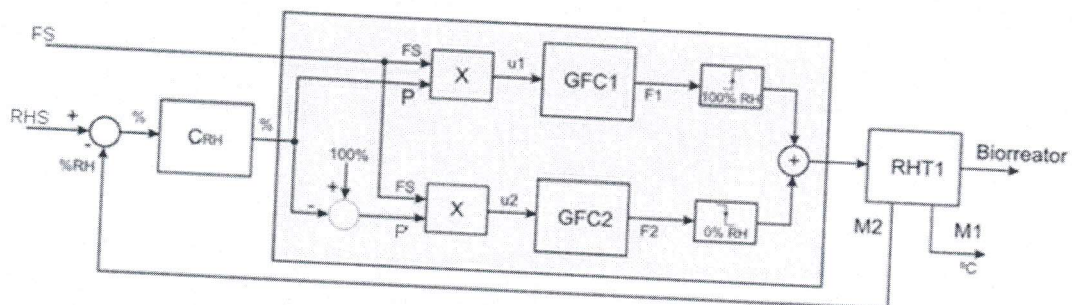 FS
FS
X
u1
GFC1
F1
100% RH
P
RHS
+
-
%
CRH
%
%RH
100%
+
-
FS
X
P'
u2
GFC2
F2
0% RH
+
RHT1
Biorreator
M2
M1
ºC